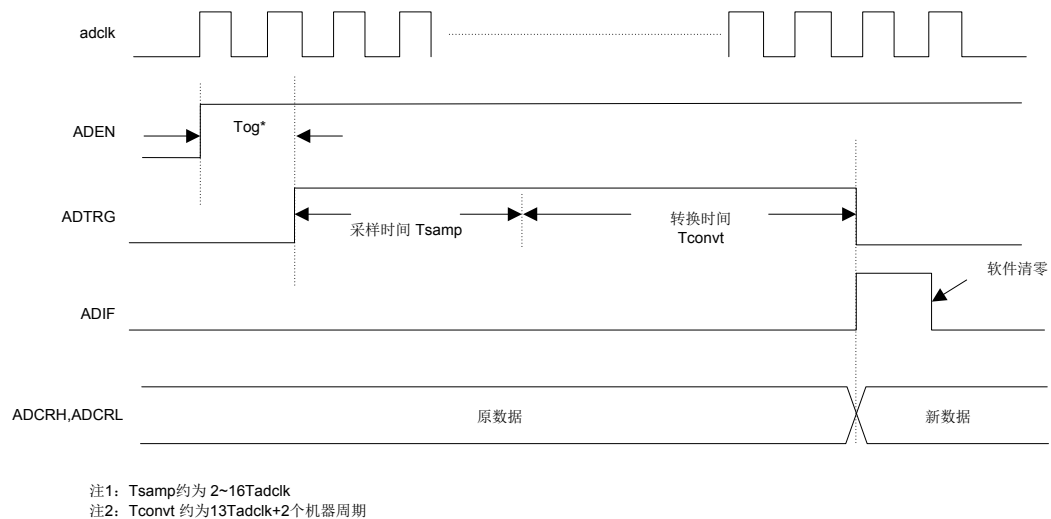 adclk
ADEN
Tog*
ADTRG
采样时间 Tsamp
转换时间
Tconvt
软件清零
ADIF
ADCRH,ADCRL
原数据
新数据
注1：Tsamp约为 2~16Tadclk
注2：Tconvt 约为13Tadclk+2个机器周期